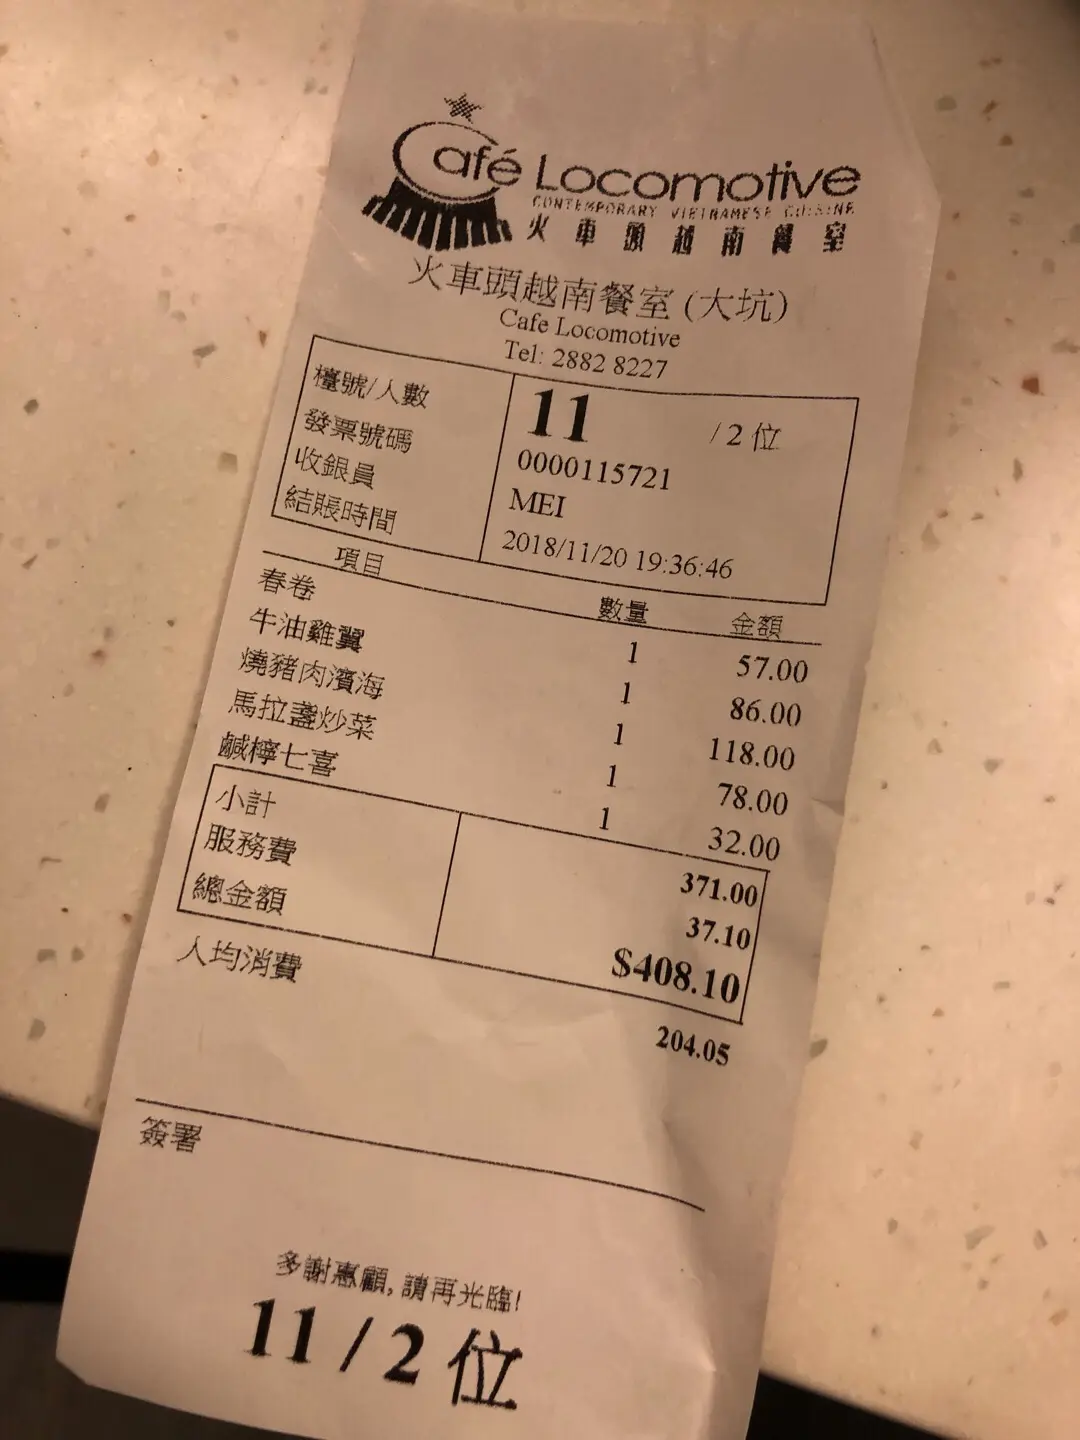 Café Locomotive
CONTEMPORARY VIETNAMESE CUISINE
火車頭越南餐室
火車頭越南餐室(大坑)
Cafe Locomotive
Tel: 2882 8227
檯號/人數 11 /2 位
發票號碼 0000115721
收銀員 MEI
結賬時間 2018/11/20 19:36:46
項目 數量 金額
春卷 1 57.00
牛油雞翼 1 86.00
燒豬肉濱海 1 118.00
馬拉盞炒菜 1 78.00
鹹檸七喜 1 32.00
小計 371.00
服務費 37.10
總金額 $408.10
人均消費 204.05
簽署
多謝惠顧, 請再光臨!
11 / 2 位